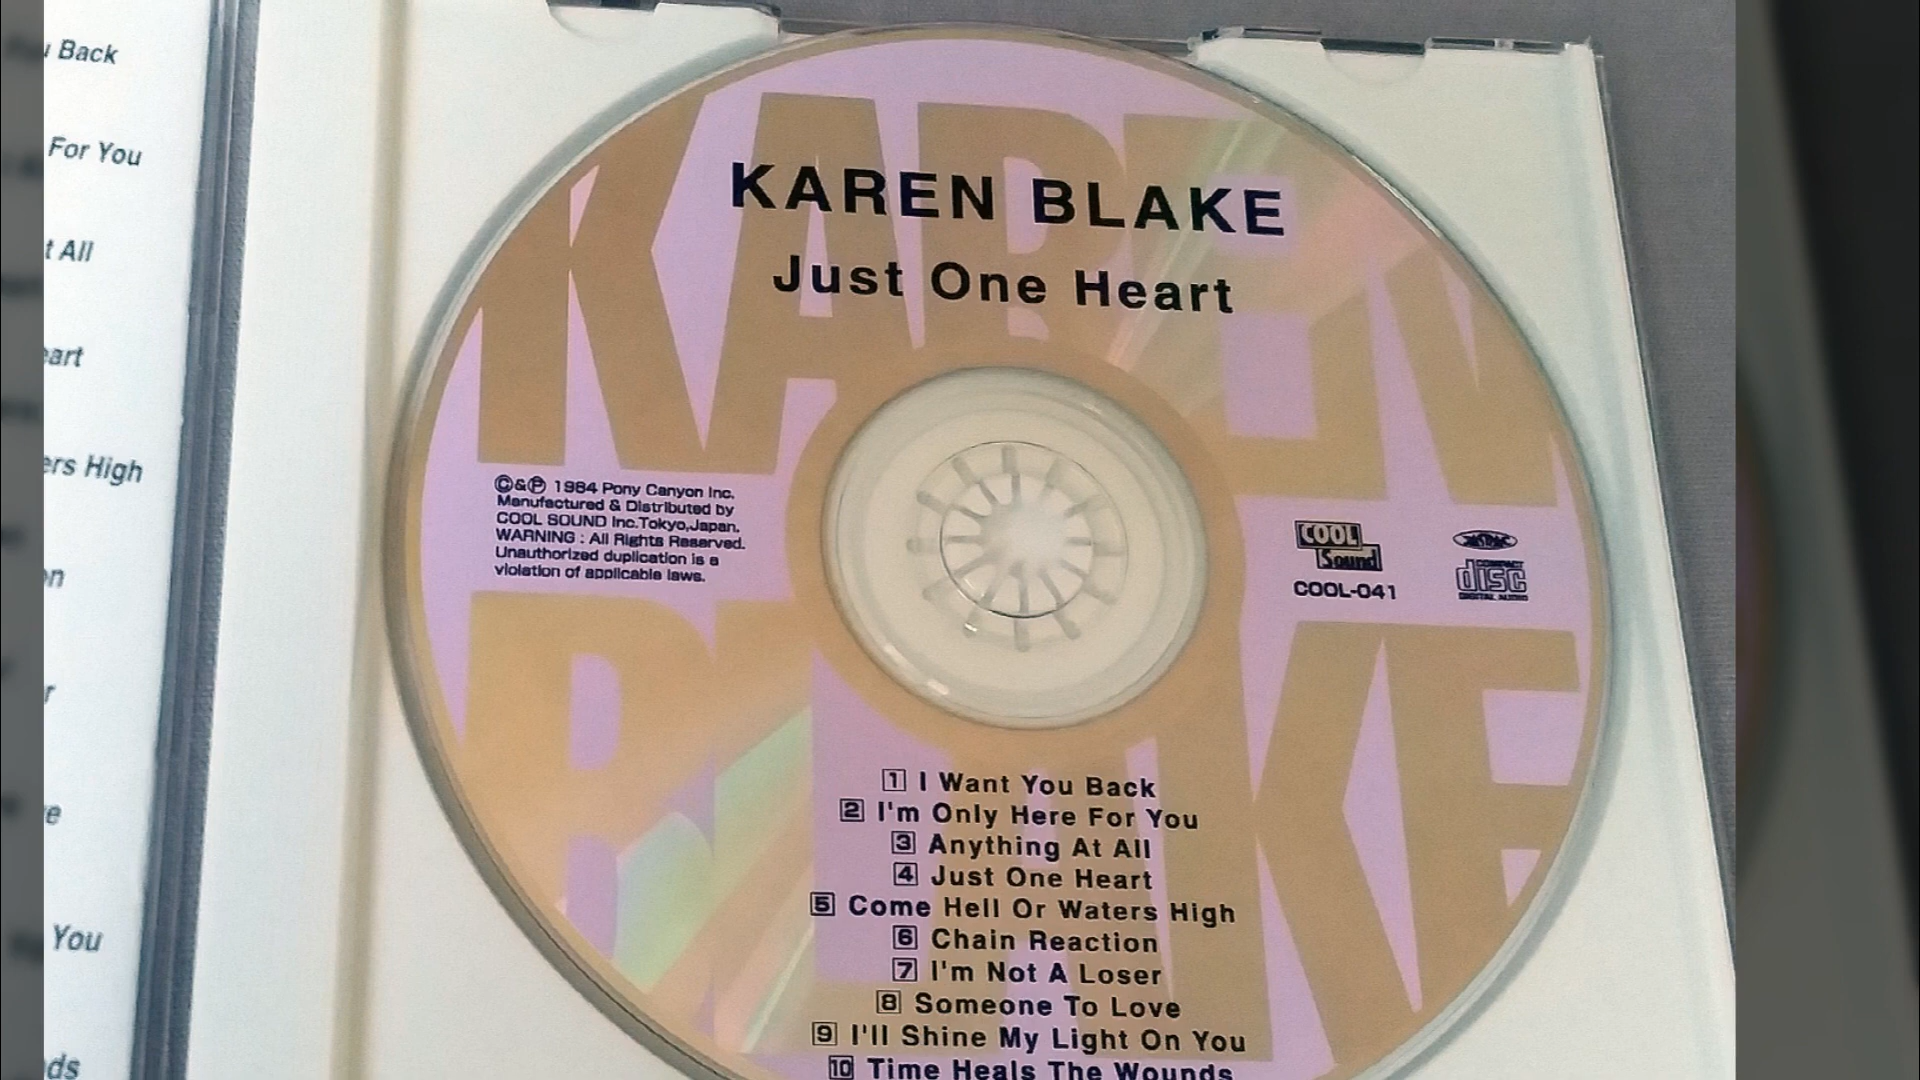 Back
For You
t All
art
ers High
on
r
e
You
ds
KAREN BLAKE
KAREN BLAKE
Just One Heart
©&℗ 1984 Pony Canyon Inc.
Manufactured & Distributed by
COOL SOUND Inc.Tokyo,Japan.
WARNING : All Rights Reserved.
Unauthorized duplication is a
violation of applicable laws.
COOL
Sound
COOL-041
COMPACT
disc
DIGITAL AUDIO
1 I Want You Back
2 I'm Only Here For You
3 Anything At All
4 Just One Heart
5 Come Hell Or Waters High
6 Chain Reaction
7 I'm Not A Loser
8 Someone To Love
9 I'll Shine My Light On You
10 Time Heals The Wounds